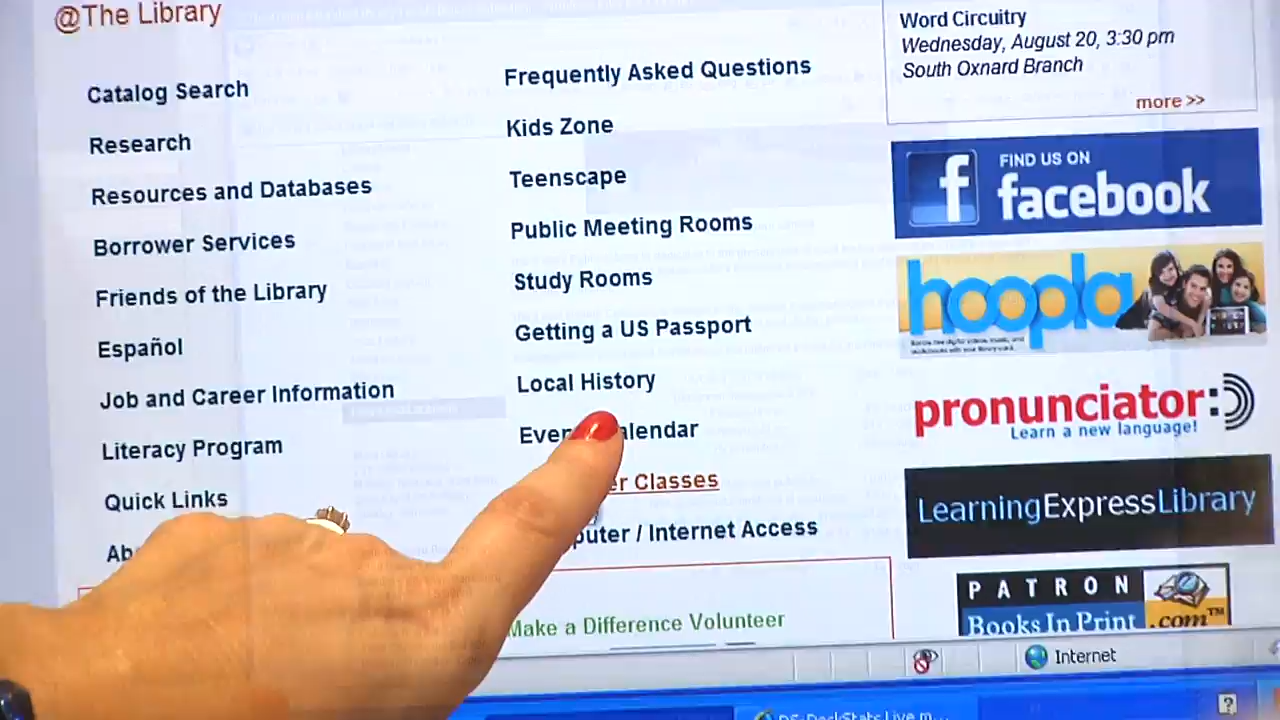 @The Library
Catalog Search
Research
Resources and Databases
Borrower Services
Friends of the Library
Español
Job and Career Information
Literacy Program
Quick Links
Frequently Asked Questions
Kids Zone
Teenscape
Public Meeting Rooms
Study Rooms
Getting a US Passport
Local History
Calendar
Classes
/ Internet Access
Make a Difference Volunteer
Word Circuitry
Wednesday, August 20, 3:30 pm
South Oxnard Branch
more >>
f FIND US ON
facebook
hoopla
pronunciator:
Learn a new language!
LearningExpressLibrary
PATRON
Books In Print .com™
Internet